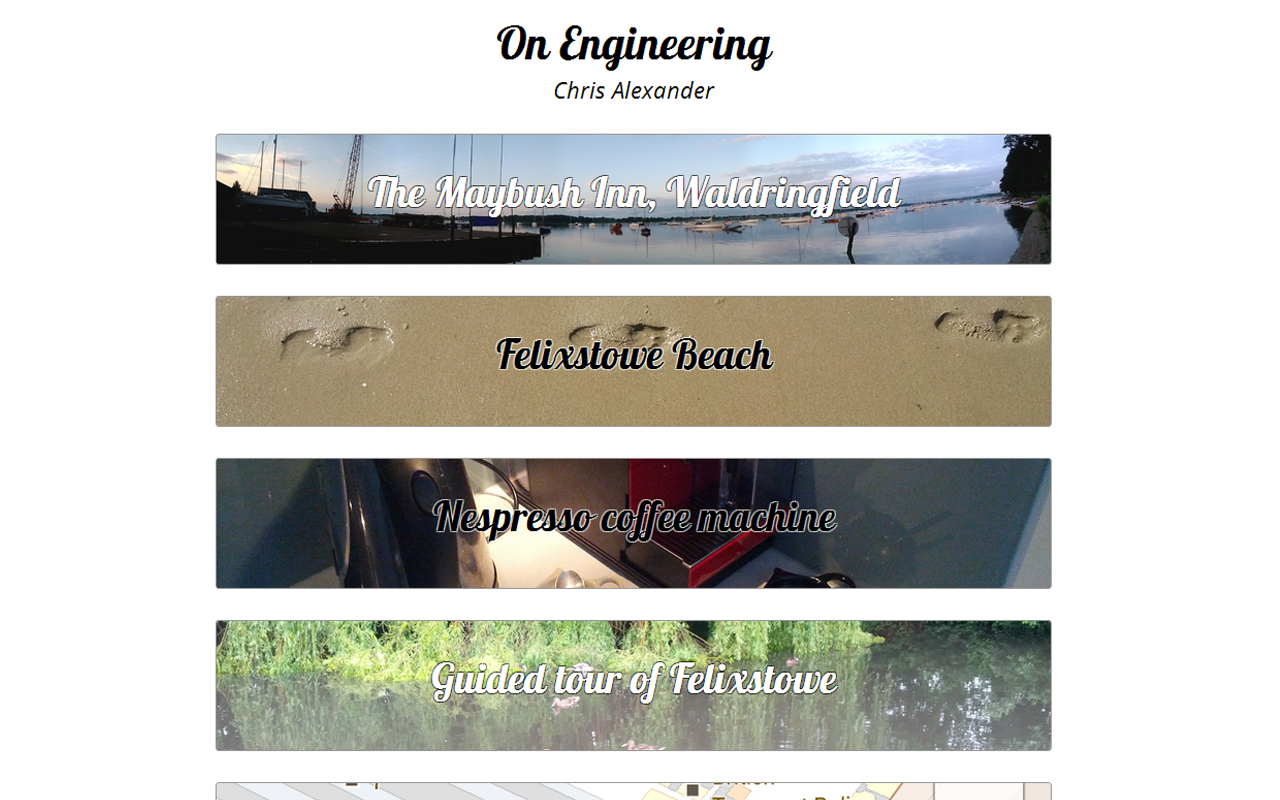 On Engineering
Chris Alexander
The Maybush Inn, Waldringfield
Felixstowe Beach
Nespresso coffee machine
Guided tour of Felixstowe